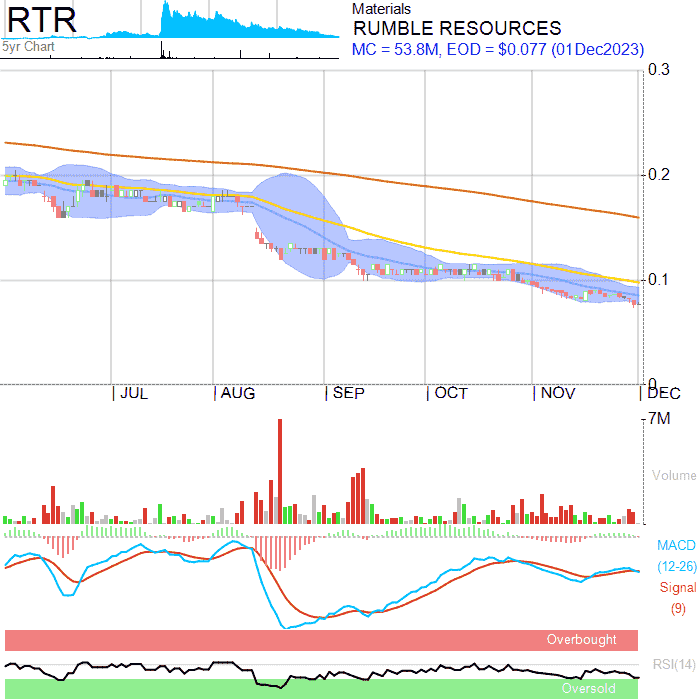 RTR
5yr Chart
Materials
RUMBLE RESOURCES
MC = 53.8M, EOD = $0.077 (01Dec2023)
0.3
0.2
0.1
0
JUL AUG SEP OCT NOV DEC
7M
Volume
MACD
(12-26)
Signal
(9)
Overbought
RSI(14)
Oversold